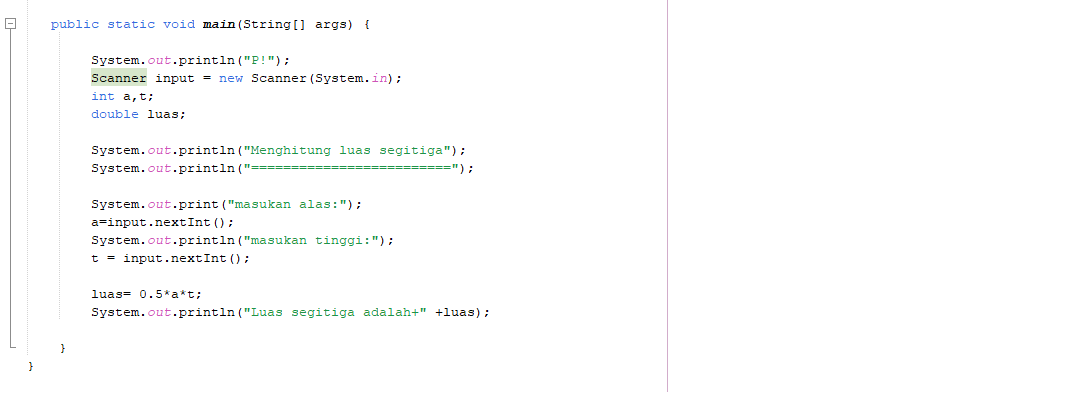 public static void main(String[] args) {
System.out.println("P!");
Scanner input = new Scanner(System.in);
int a,t;
double luas;
System.out.println("Menghitung luas segitiga");
System.out.println("=========================");
System.out.print("masukan alas:");
a=input.nextInt();
System.out.println("masukan tinggi:");
t = input.nextInt();
luas= 0.5*a*t;
System.out.println("Luas segitiga adalah+" +luas);
}
}